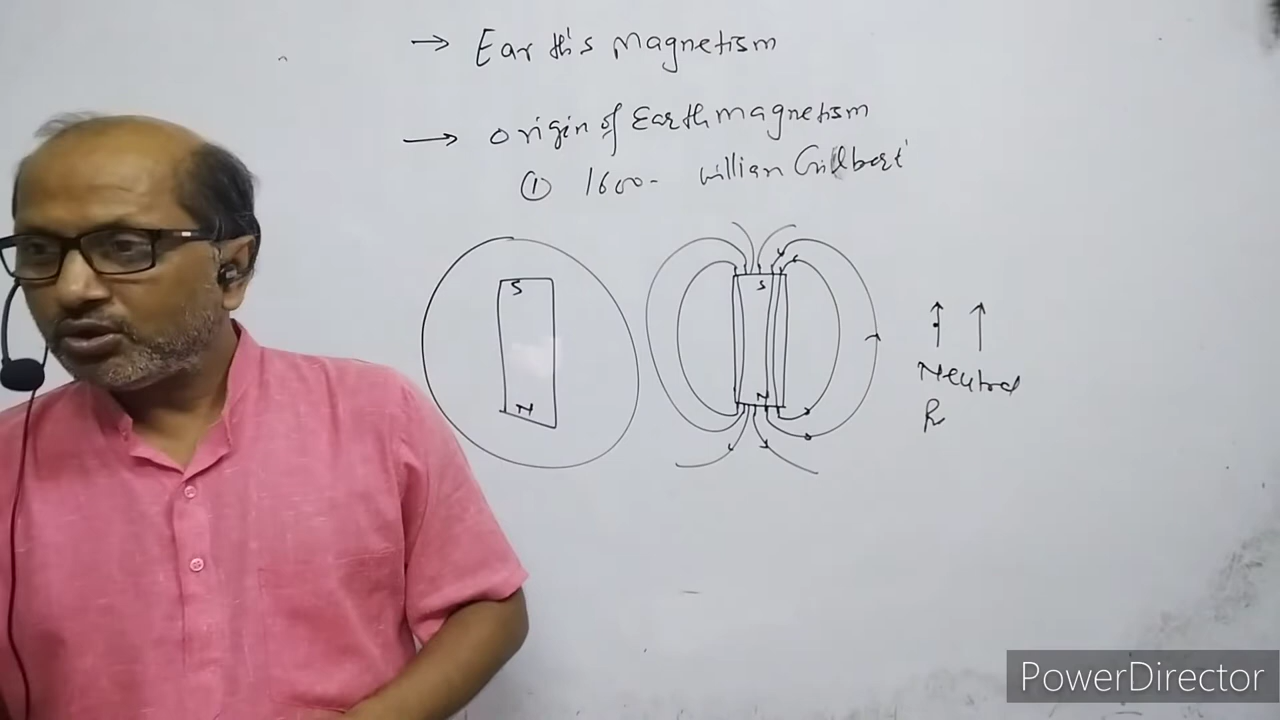 → Earth's Magnetism
→ Origin of Earth magnetism
① 1600- William Gilbert
S
N
S
N
Neutral
R
PowerDirector